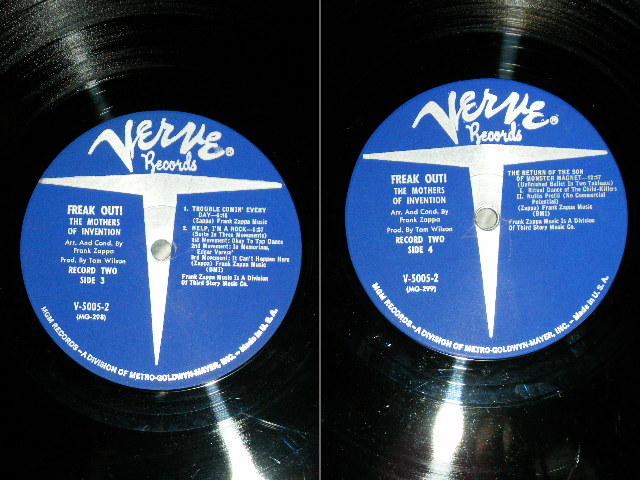 Verve®
Records
FREAK OUT!
THE MOTHERS
OF INVENTION
Arr. And Cond. By
Frank Zappa
Prod. By Tom Wilson
RECORD TWO
SIDE 3
V-5005-2
(MG-298)
1. TROUBLE COMIN' EVERY
DAY—6:16
(Zappa) Frank Zappa Music
2. HELP, I'M A ROCK—8:37
(Suite In Three Movements)
1st Movement: Okay To Tap Dance
2nd Movement: In Memoriam,
Edgar Varese'
3rd Movement: It Can't Happen Here
(Zappa) Frank Zappa Music
(BMI)
Frank Zappa Music Is A Division
Of Third Story Music Co.
MGM RECORDS—A DIVISION OF METRO-GOLDWYN-MAYER, INC.—Made in U. S. A.
Verve®
Records
FREAK OUT!
THE MOTHERS
OF INVENTION
Arr. And Cond. By
Frank Zappa
Prod. By Tom Wilson
RECORD TWO
SIDE 4
V-5005-2
(MG-299)
THE RETURN OF THE SON
OF MONSTER MAGNET—12:57
(Unfinished Ballet In Two Tableaus)
I. Ritual Dance of The Child-Killers
II. Nullis Pretii (No Commercial
Potential)
(Zappa) Frank Zappa Music
(BMI)
Frank Zappa Music Is A Division
Of Third Story Music Co.
MGM RECORDS—A DIVISION OF METRO-GOLDWYN-MAYER, INC.—Made in U. S. A.